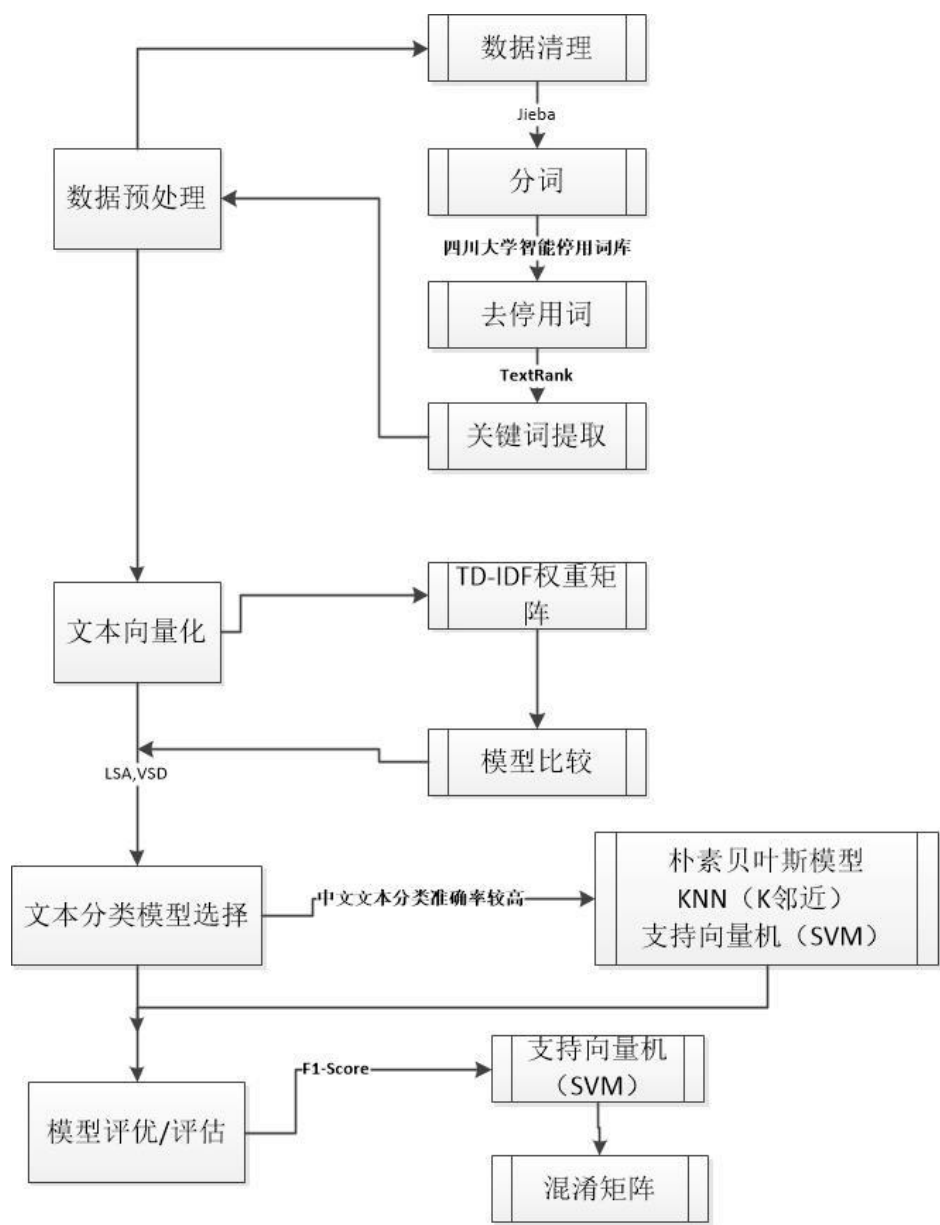 数据清理
Jieba
数据预处理
分词
四川大学智能停用词库
去停用词
TextRank
关键词提取
TD-IDF权重矩
阵
文本向量化
模型比较
LSA,VSD
文本分类模型选择
中文文本分类准确率较高
朴素贝叶斯模型
KNN（K邻近）
支持向量机（SVM）
模型评优/评估
F1-Score
支持向量机
（SVM）
混淆矩阵